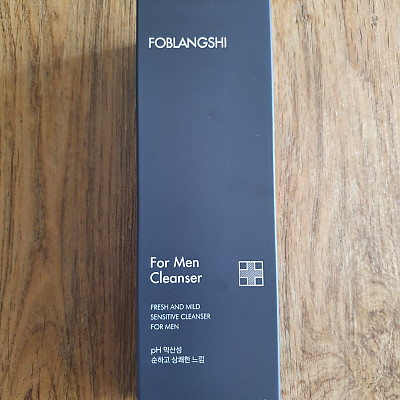 FOBLANGSHI
For Men
Cleanser
FRESH AND MILD
SENSITIVE CLEANSER
FOR MEN
pH 약산성
순하고 상쾌한 느낌